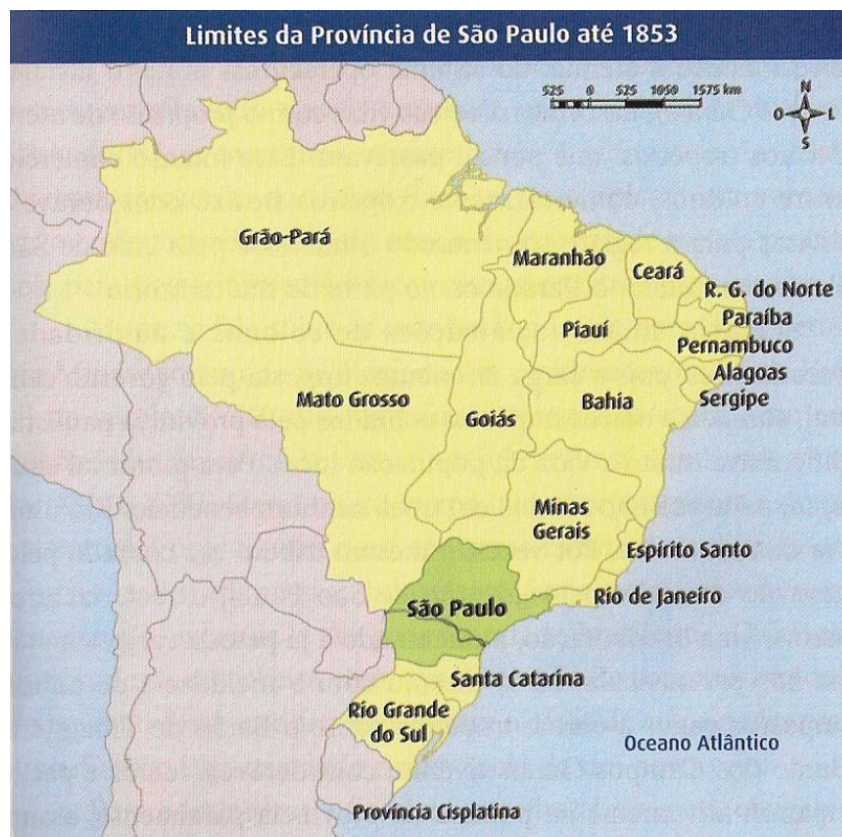 Limites da Província de São Paulo até 1853
525 0 525 1050 1575 km
N
O L
S
Grão-Pará
Maranhão
Ceará
R. G. do Norte
Paraíba
Piauí
Pernambuco
Alagoas
Mato Grosso
Goiás
Bahia
Sergipe
Minas
Gerais
Espírito Santo
São Paulo
Rio de Janeiro
Santa Catarina
Rio Grande
do Sul
Oceano Atlântico
Província Cisplatina